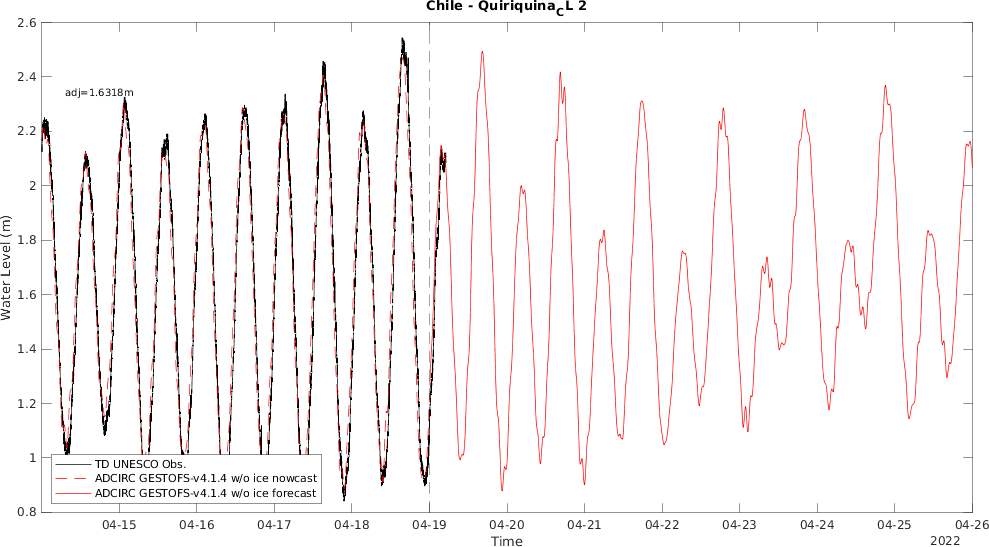 Chile - Quiriquina_CL 2
2.6
2.4
2.2
2
1.8
1.6
1.4
1.2
1
0.8
Water Level (m)
adj=1.6318m
TD UNESCO Obs.
ADCIRC GESTOFS-v4.1.4 w/o ice nowcast
ADCIRC GESTOFS-v4.1.4 w/o ice forecast
04-15 04-16 04-17 04-18 04-19 04-20 04-21 04-22 04-23 04-24 04-25 04-26
Time
2022